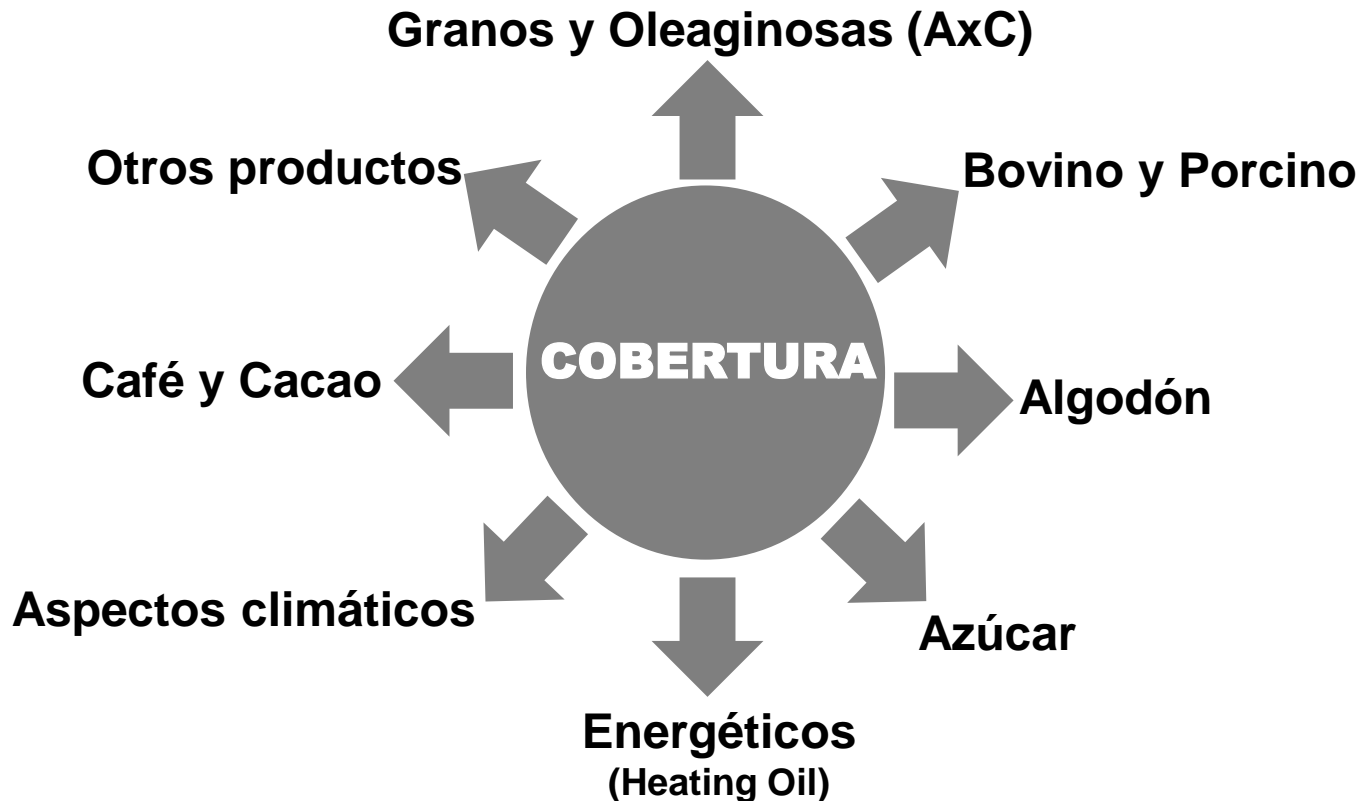 Granos y Oleaginosas (AxC)
Otros productos
Bovino y Porcino
COBERTURA
Café y Cacao
Algodón
Aspectos climáticos
Azúcar
Energéticos
(Heating Oil)